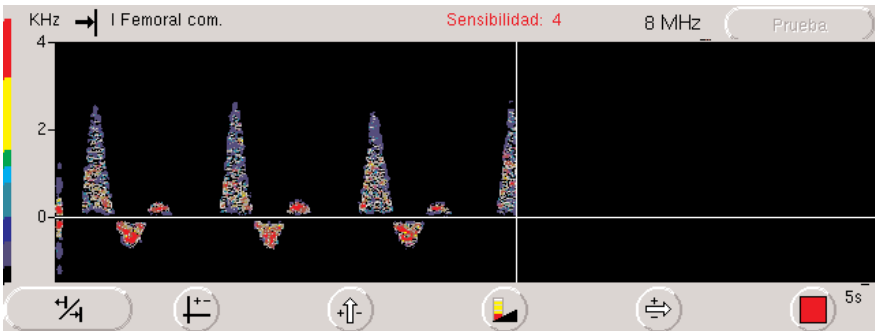 KHz I Femoral com. Sensibilidad: 4 8 MHz Prueba
4
2
0
+ - + - + - ± 5s